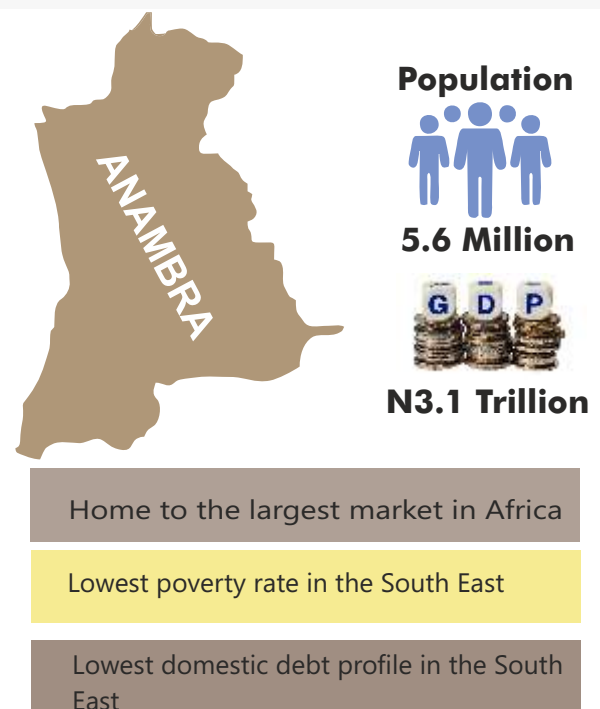 Population
ANAMBRA
5.6 Million
G D P
N3.1 Trillion
Home to the largest market in Africa
Lowest poverty rate in the South East
Lowest domestic debt profile in the South
East